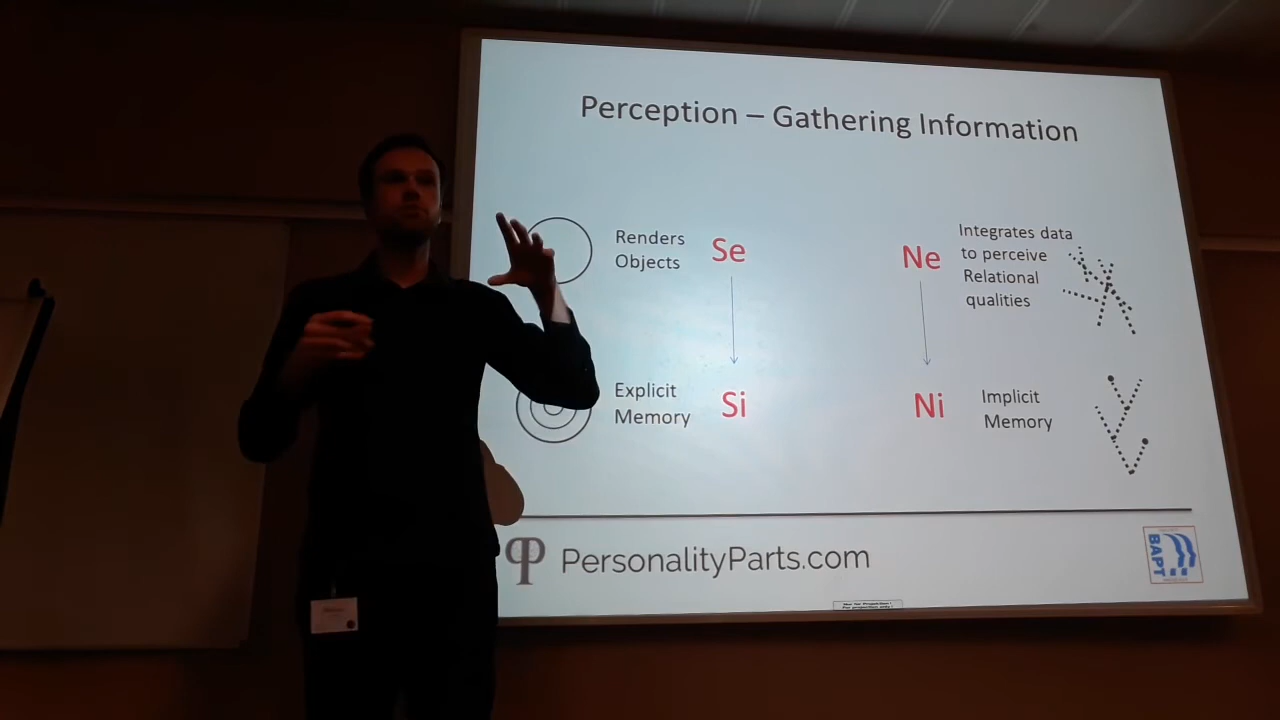 Perception – Gathering Information
Renders
Objects
Se
Ne
Integrates data
to perceive
Relational
qualities
Explicit
Memory
Si
Ni
Implicit
Memory
PersonalityParts.com
BAPT